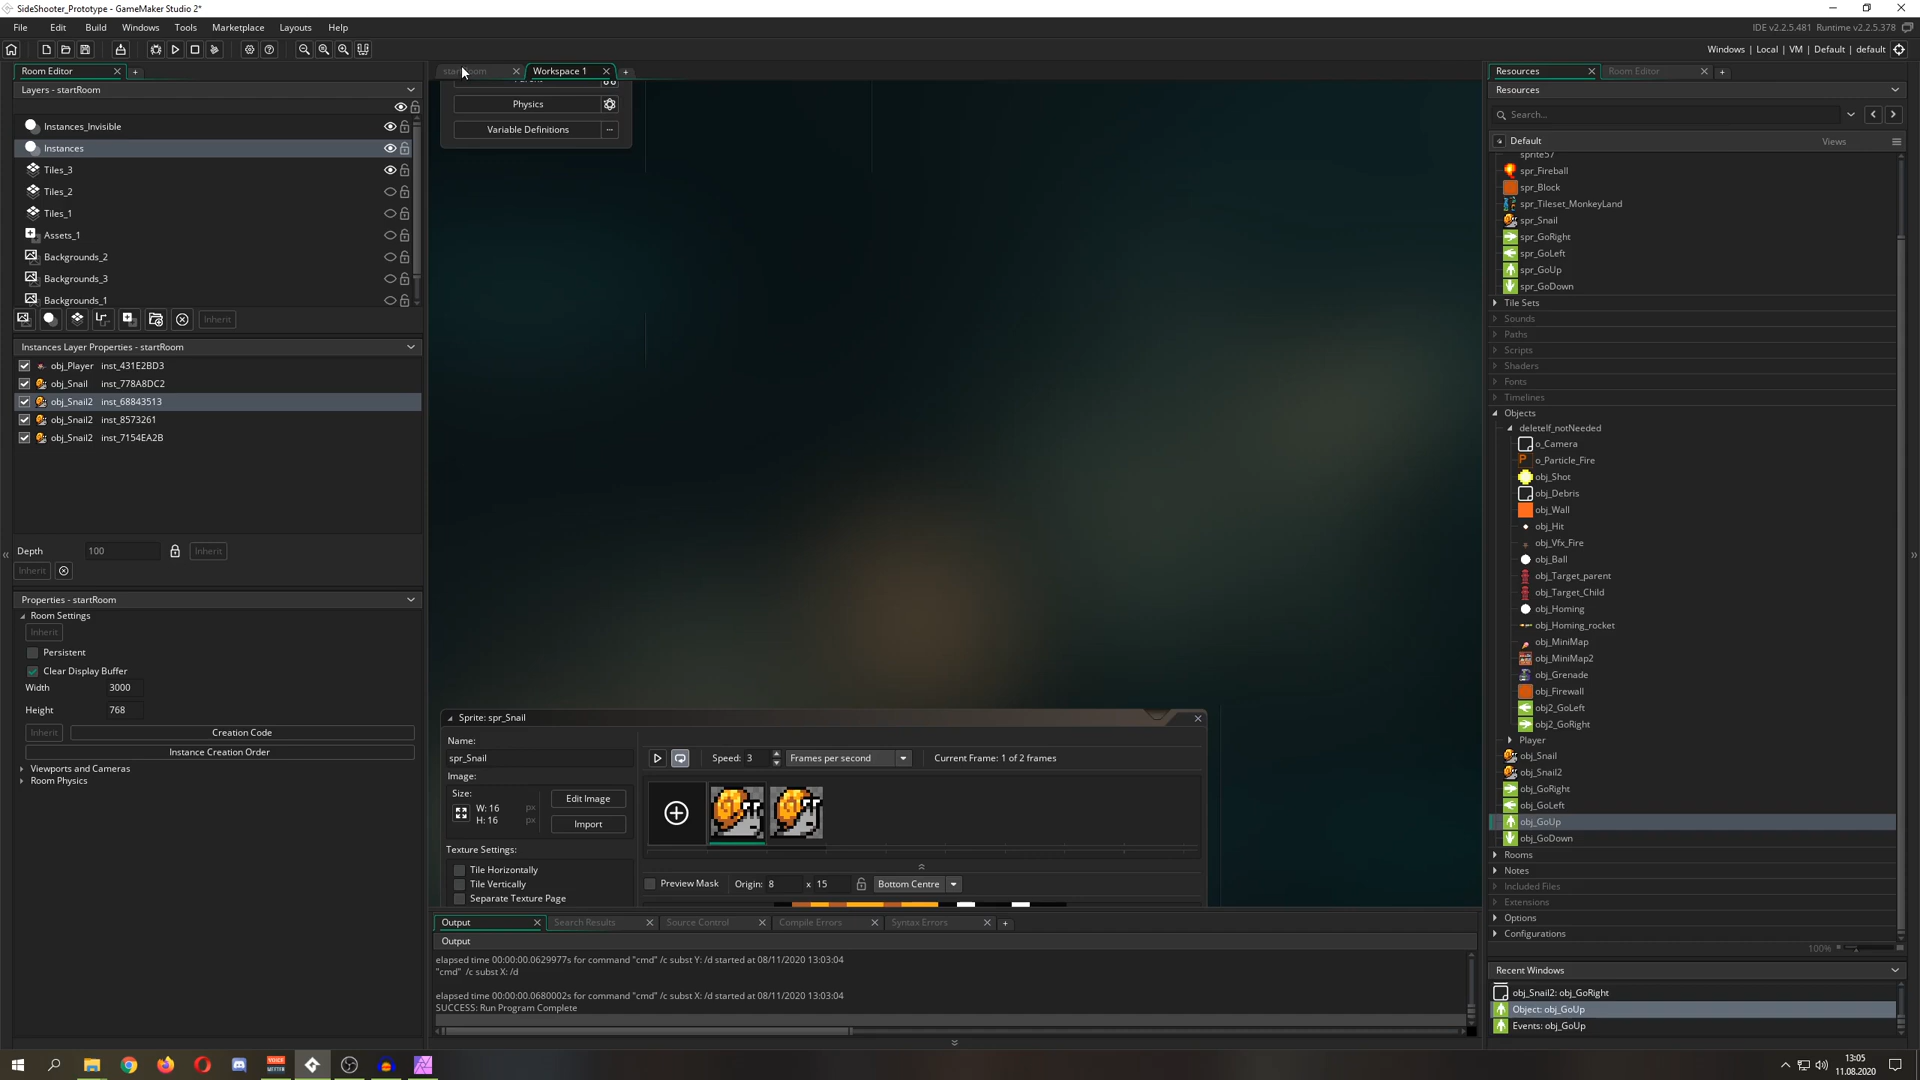 SideShooter_Prototype - GameMaker Studio 2*
File Edit Build Windows Tools Marketplace Layouts Help
IDE v2.2.5.481 Runtime v2.2.5.378
Windows | Local | VM | Default | default
Room Editor
Layers - startRoom
Instances_Invisible
Instances
Tiles_3
Tiles_2
Tiles_1
Assets_1
Backgrounds_2
Backgrounds_3
Backgrounds_1
Inherit
Instances Layer Properties - startRoom
obj_Player inst_431E2BD3
obj_Snail inst_778A8DC2
obj_Snail2 inst_68843513
obj_Snail2 inst_8573261
obj_Snail2 inst_7154EA2B
Depth 100 Inherit
Inherit
Properties - startRoom
Room Settings
Inherit
Persistent
Clear Display Buffer
Width 3000
Height 768
Inherit Creation Code
Instance Creation Order
Viewports and Cameras
Room Physics
Workspace 1
Physics
Variable Definitions ...
Sprite: spr_Snail
Name:
spr_Snail
Image:
Size:
W: 16 px
H: 16 px
Edit Image
Import
Texture Settings:
Tile Horizontally
Tile Vertically
Separate Texture Page
Speed: 3 Frames per second Current Frame: 1 of 2 frames
Preview Mask Origin: 8 x 15 Bottom Centre
Output Search Results Source Control Compile Errors Syntax Errors
Output
elapsed time 00:00:00.0629977s for command "cmd" /c subst Y: /d started at 08/11/2020 13:03:04
"cmd" /c subst X: /d
elapsed time 00:00:00.0680002s for command "cmd" /c subst X: /d started at 08/11/2020 13:03:04
SUCCESS: Run Program Complete
Resources Room Editor
Resources
Search...
Default Views
sprite57
spr_Fireball
spr_Block
spr_Tileset_MonkeyLand
spr_Snail
spr_GoRight
spr_GoLeft
spr_GoUp
spr_GoDown
Tile Sets
Sounds
Paths
Scripts
Shaders
Fonts
Timelines
Objects
deleteIf_notNeeded
o_Camera
o_Particle_Fire
obj_Shot
obj_Debris
obj_Wall
obj_Hit
obj_Vfx_Fire
obj_Ball
obj_Target_parent
obj_Target_Child
obj_Homing
obj_Homing_rocket
obj_MiniMap
obj_MiniMap2
obj_Grenade
obj_Firewall
obj2_GoLeft
obj2_GoRight
Player
obj_Snail
obj_Snail2
obj_GoRight
obj_GoLeft
obj_GoUp
obj_GoDown
Rooms
Notes
Included Files
Extensions
Options
Configurations
100%
Recent Windows
obj_Snail2: obj_GoRight
Object: obj_GoUp
Events: obj_GoUp
13:05
11.08.2020